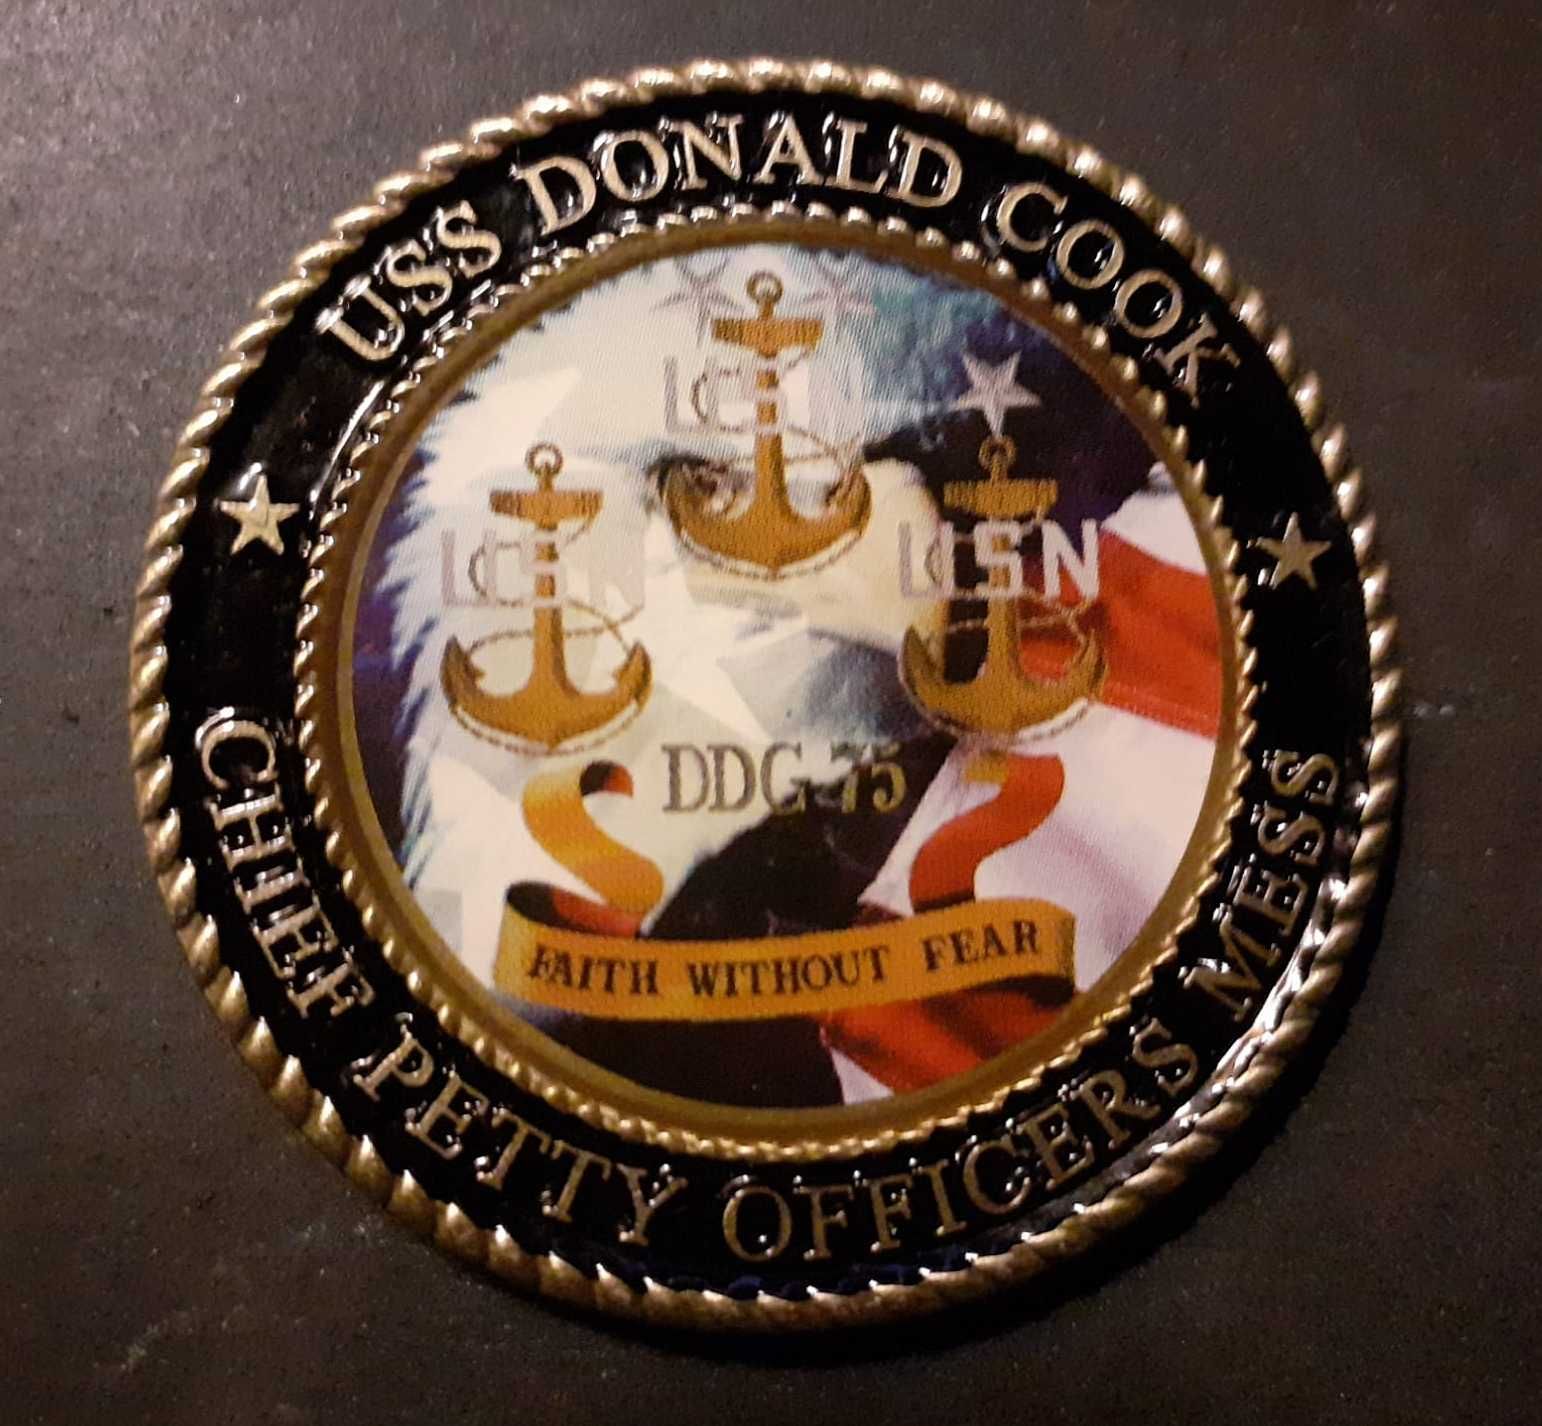 USS DONALD COOK
USN
USN
USN
DDG-75
FAITH WITHOUT FEAR
CHIEF PETTY OFFICERS MESS